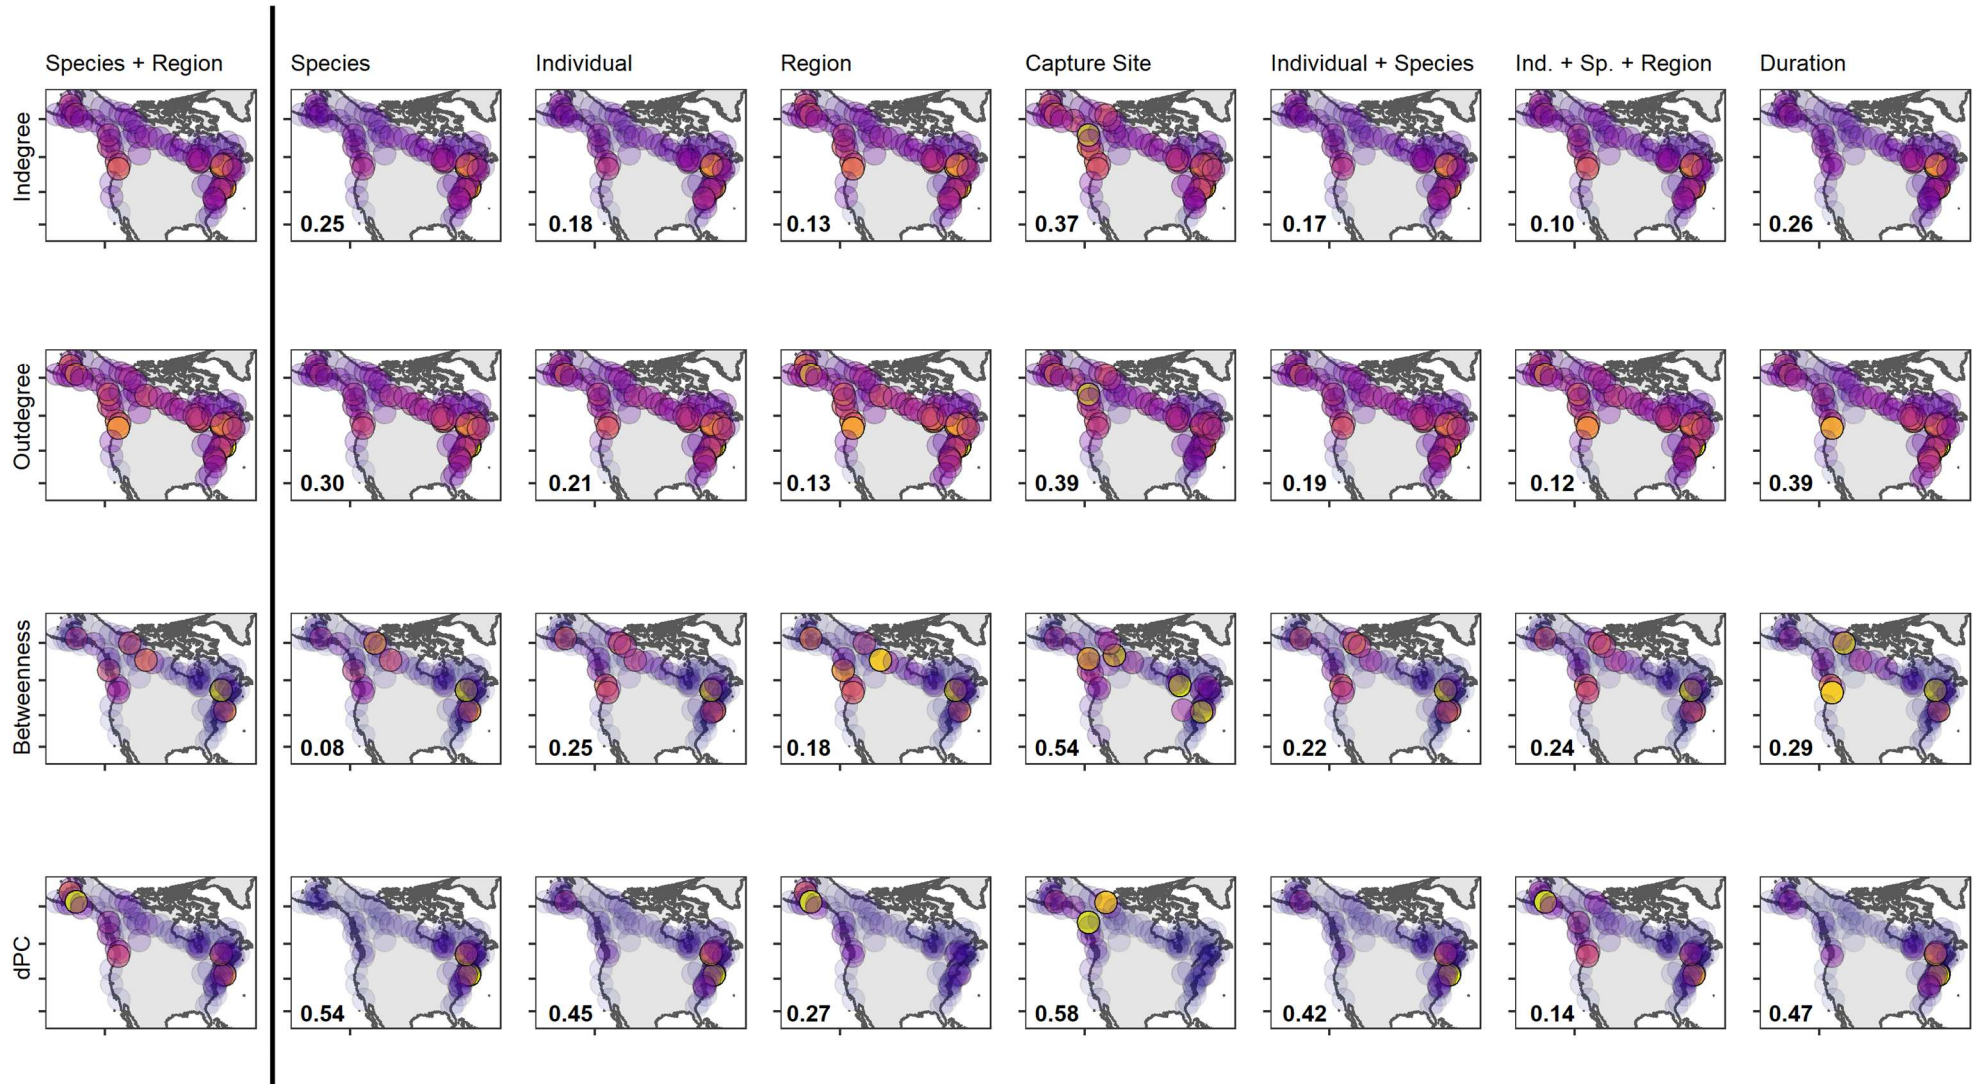 Species + Region Species Individual Region Capture Site Individual + Species Ind. + Sp. + Region Duration
Indegree
0.25 0.18 0.13 0.37 0.17 0.10 0.26
Outdegree
0.30 0.21 0.13 0.39 0.19 0.12 0.39
Betweenness
0.08 0.25 0.18 0.54 0.22 0.24 0.29
dPC
0.54 0.45 0.27 0.58 0.42 0.14 0.47